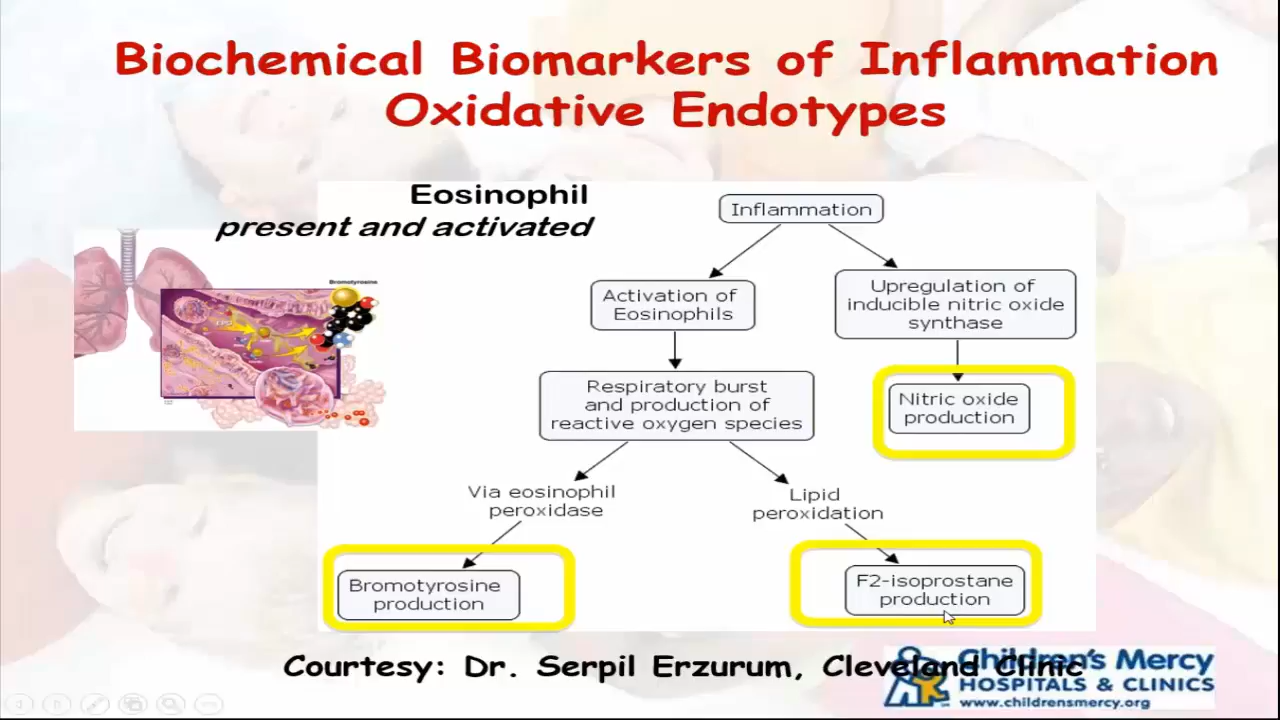 Biochemical Biomarkers of Inflammation
Oxidative Endotypes
Eosinophil
present and activated
Bromotyrosine
EPO
Inflammation
Activation of
Eosinophils
Upregulation of
inducible nitric oxide
synthase
Respiratory burst
and production of
reactive oxygen species
Nitric oxide
production
Via eosinophil
peroxidase
Lipid
peroxidation
Bromotyrosine
production
F2-isoprostane
production
Courtesy: Dr. Serpil Erzurum, Cleveland Clinic
Children's Mercy
HOSPITALS & CLINICS
www.childrensmercy.org